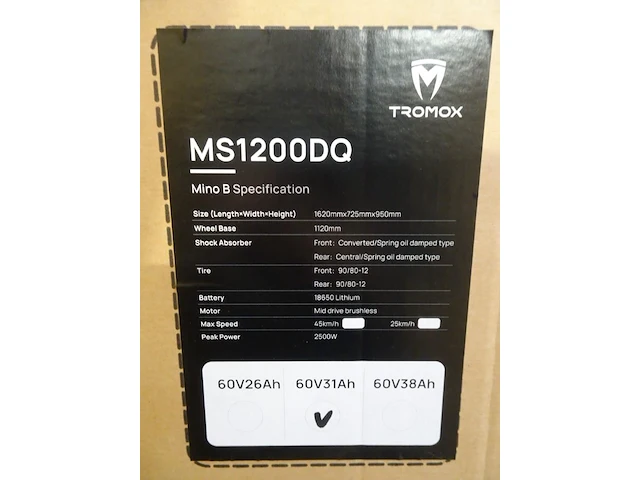 TROMOX
MS1200DQ
Mino B Specification
Size (Length×Width×Height) 1620mmx725mmx950mm
Wheel Base 1120mm
Shock Absorber Front: Converted/Spring oil damped type
Rear: Central/Spring oil damped type
Tire Front: 90/80-12
Rear: 90/80-12
Battery 18650 Lithium
Motor Mid drive brushless
Max Speed 45km/h 25km/h
Peak Power 2500W
60V26Ah 60V31Ah 60V38Ah